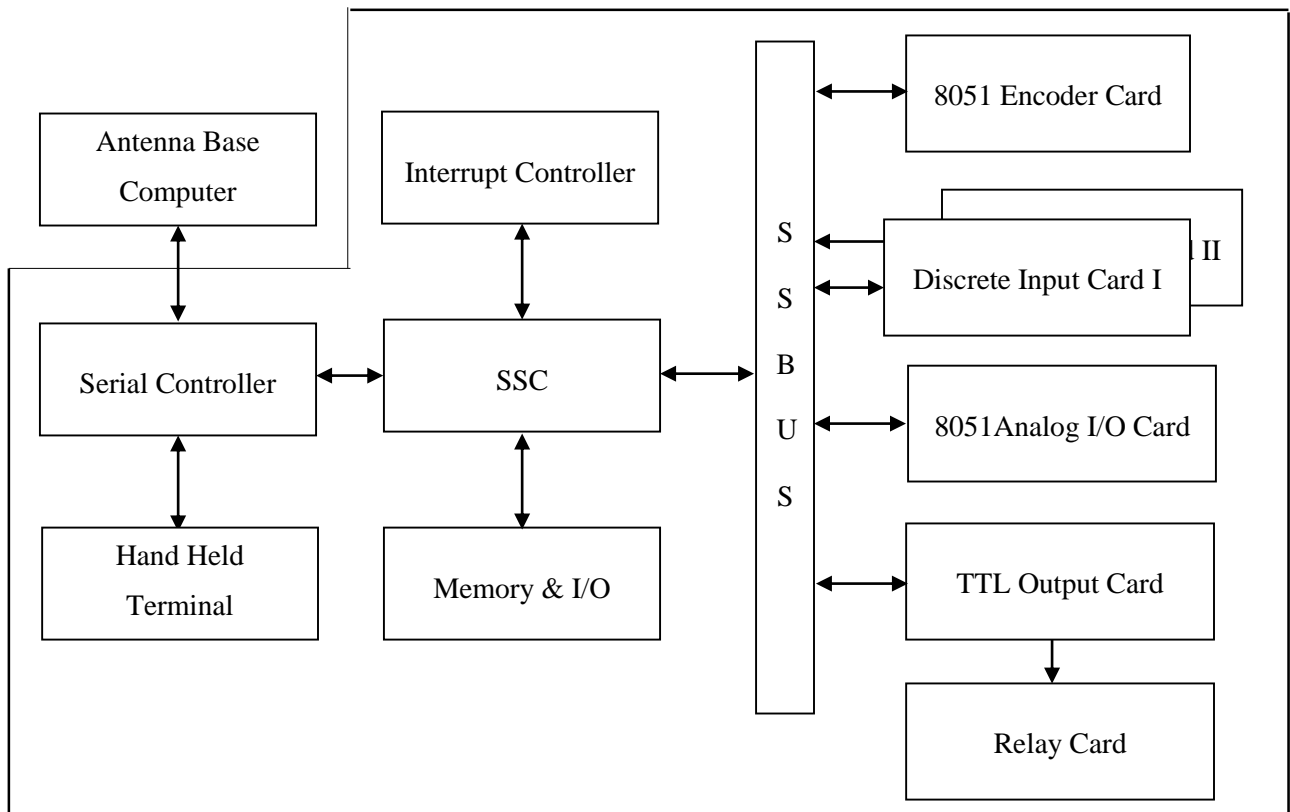 8051 Encoder Card
Antenna Base
Computer
Interrupt Controller
II
Discrete Input Card I
Serial Controller
SSC
S
S
B
U
S
8051Analog I/O Card
Hand Held
Terminal
Memory & I/O
TTL Output Card
Relay Card